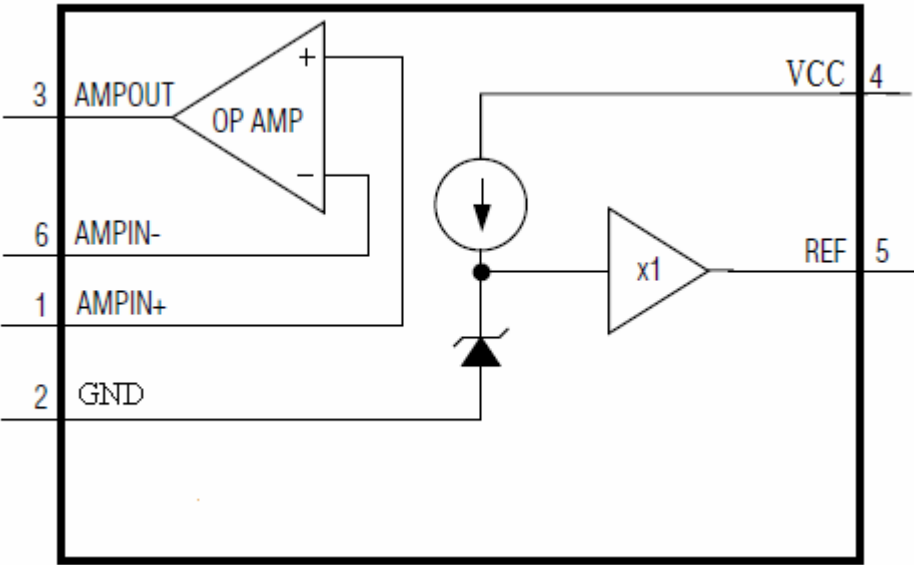 VCC 4
+
3 AMPOUT
OP AMP
−
6 AMPIN-
REF 5
x1
1 AMPIN+
2 GND